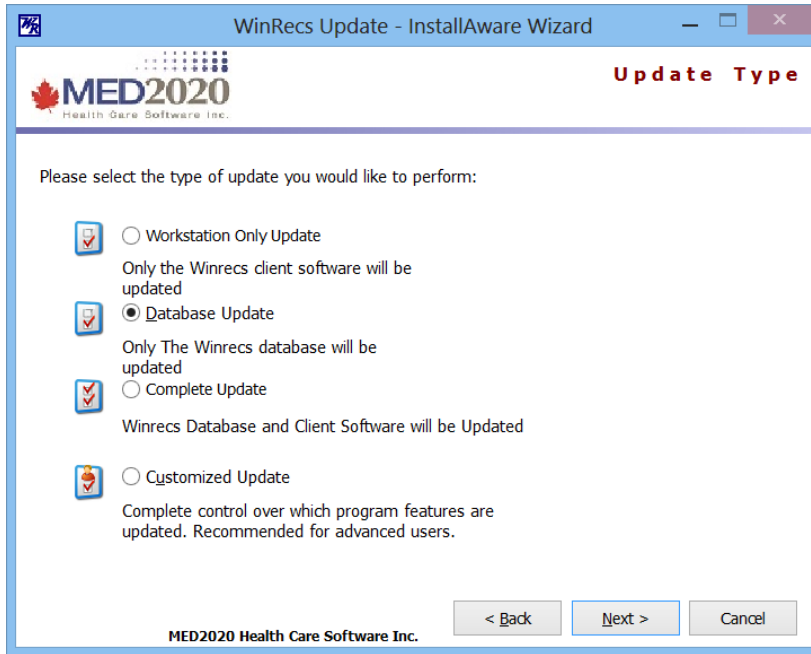 WinRecs Update - InstallAware Wizard
MED2020
Health Care Software Inc.
Update Type
Please select the type of update you would like to perform:
Workstation Only Update
Only the Winrecs client software will be
updated
Database Update
Only The Winrecs database will be
updated
Complete Update
Winrecs Database and Client Software will be Updated
Customized Update
Complete control over which program features are
updated. Recommended for advanced users.
< Back Next > Cancel
MED2020 Health Care Software Inc.